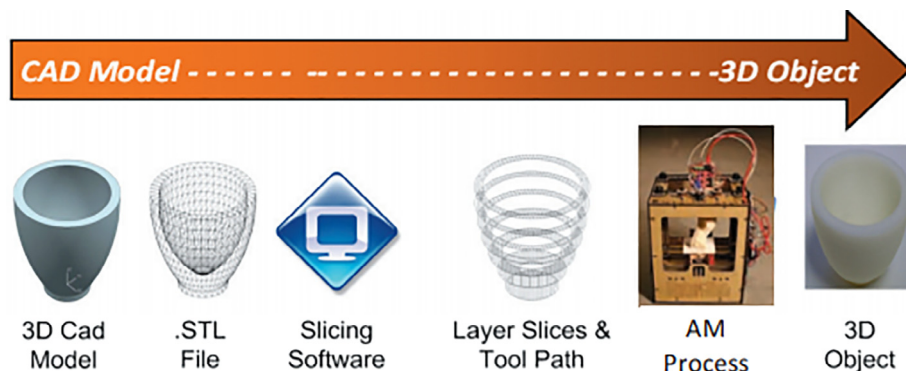 CAD Model - - - - - - -- - - - - - - - - - - - - - - - - - - - - - -3D Object
3D Cad
Model
.STL
File
Slicing
Software
Layer Slices &
Tool Path
AM
Process
3D
Object